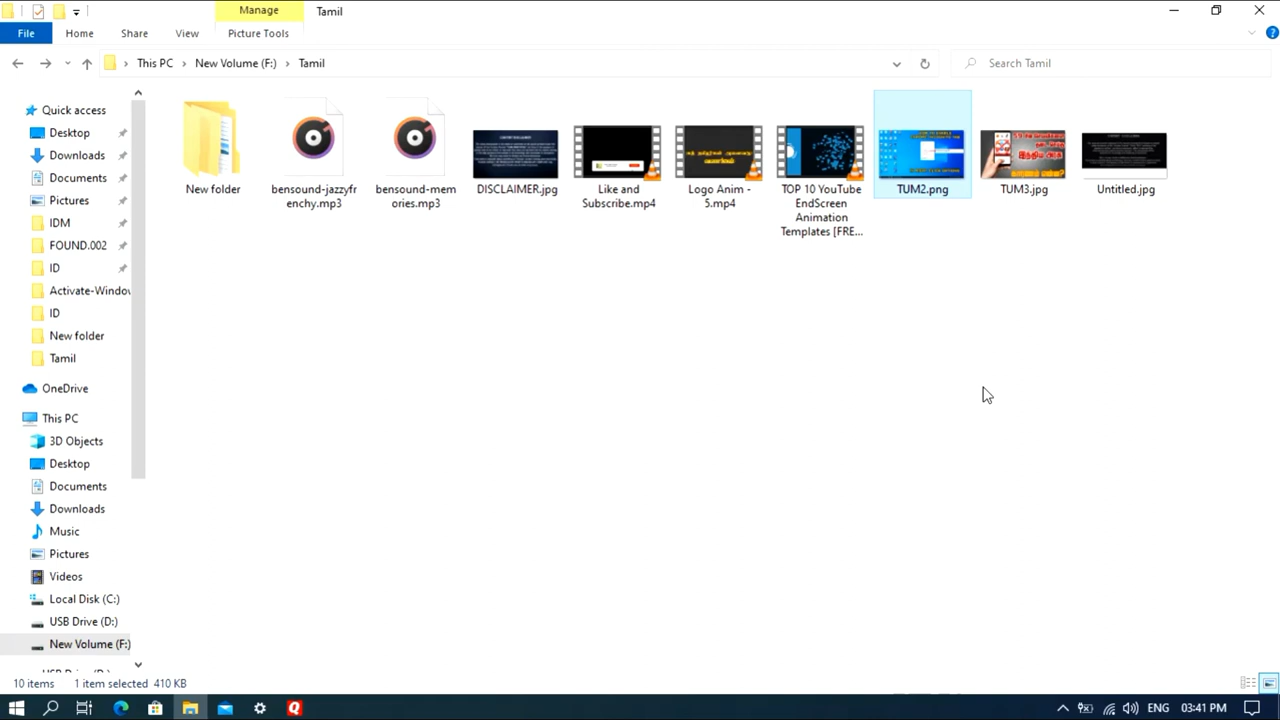 Manage
Tamil
File
Home
Share
View
Picture Tools
This PC
New Volume (F:)
Tamil
Search Tamil
Quick access
Desktop
Downloads
Documents
Pictures
IDM
FOUND.002
ID
Activate-Window
ID
New folder
Tamil
OneDrive
This PC
3D Objects
Desktop
Documents
Downloads
Music
Pictures
Videos
Local Disk (C:)
USB Drive (D:)
New Volume (F:)
New folder
bensound-jazzyfr
enchy.mp3
bensound-mem
ories.mp3
DISCLAIMER.jpg
Like and
Subscribe.mp4
Logo Anim -
5.mp4
TOP 10 YouTube
EndScreen
Animation
Templates [FRE...
TUM2.png
TUM3.jpg
Untitled.jpg
10 items
1 item selected
410 KB
ENG
03:41 PM